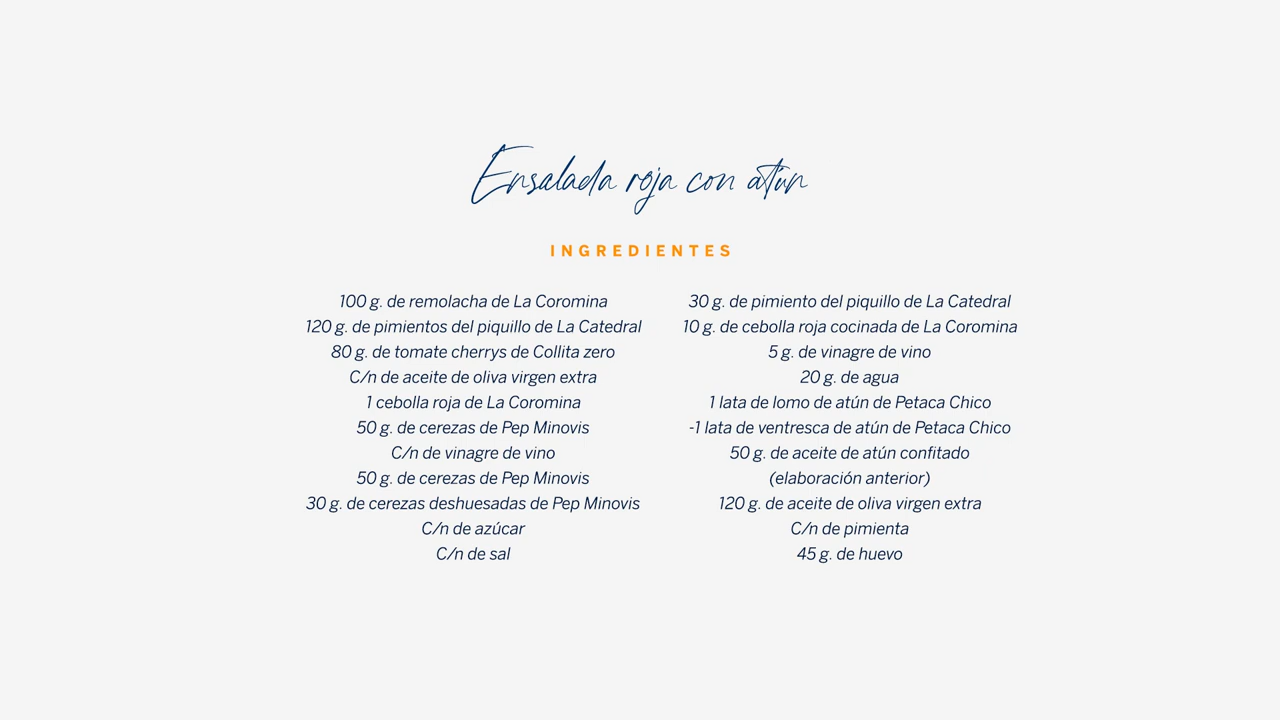 Ensalada roja con atún
INGREDIENTES
100 g. de remolacha de La Coromina
120 g. de pimientos del piquillo de La Catedral
80 g. de tomate cherrys de Collita zero
C/n de aceite de oliva virgen extra
1 cebolla roja de La Coromina
50 g. de cerezas de Pep Minovis
C/n de vinagre de vino
50 g. de cerezas de Pep Minovis
30 g. de cerezas deshuesadas de Pep Minovis
C/n de azúcar
C/n de sal
30 g. de pimiento del piquillo de La Catedral
10 g. de cebolla roja cocinada de La Coromina
5 g. de vinagre de vino
20 g. de agua
1 lata de lomo de atún de Petaca Chico
-1 lata de ventresca de atún de Petaca Chico
50 g. de aceite de atún confitado
(elaboración anterior)
120 g. de aceite de oliva virgen extra
C/n de pimienta
45 g. de huevo